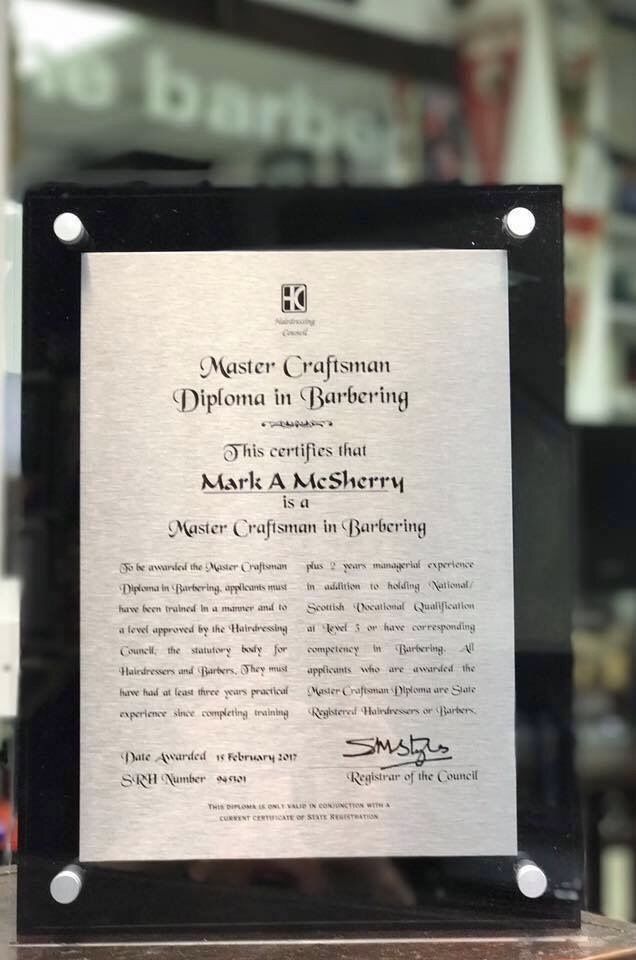 he barbe
HC
Hairdressing
Council
Master Craftsman
Diploma in Barbering
This certifies that
Mark A McSherry
is a
Master Craftsman in Barbering
To be awarded the Master Craftsman
Diploma in Barbering, applicants must
have been trained in a manner and to
a level approved by the Hairdressing
Council, the statutory body for
Hairdressers and Barbers. They must
have had at least three years practical
experience since completing training
plus 2 years managerial experience
in addition to holding National/
Scottish Vocational Qualification
at Level 3 or have corresponding
competency in Barbering. All
applicants who are awarded the
Master Craftsman Diploma are State
Registered Hairdressers or Barbers.
Date Awarded 15 February 2017
SRH Number 945101
SMStyles
Registrar of the Council
THIS DIPLOMA IS ONLY VALID IN CONJUNCTION WITH A
CURRENT CERTIFICATE OF STATE REGISTRATION